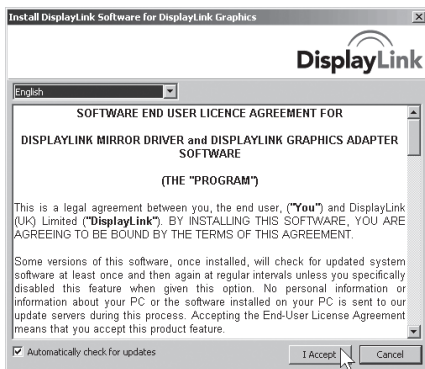 Install DisplayLink Software for DisplayLink Graphics
DisplayLink
English
SOFTWARE END USER LICENCE AGREEMENT FOR
DISPLAYLINK MIRROR DRIVER and DISPLAYLINK GRAPHICS ADAPTER
SOFTWARE
(THE "PROGRAM")
This is a legal agreement between you, the end user, ("You") and DisplayLink
(UK) Limited ("DisplayLink"). BY INSTALLING THIS SOFTWARE, YOU ARE
AGREEING TO BE BOUND BY THE TERMS OF THIS AGREEMENT.
Some versions of this software, once installed, will check for updated system
software at least once and then again at regular intervals unless you specifically
disabled this feature when given this option. No personal information or
information about your PC or the software installed on your PC is sent to our
update servers during this process. Accepting the End-User License Agreement
means that you accept this product feature.
Automatically check for updates
I Accept
Cancel